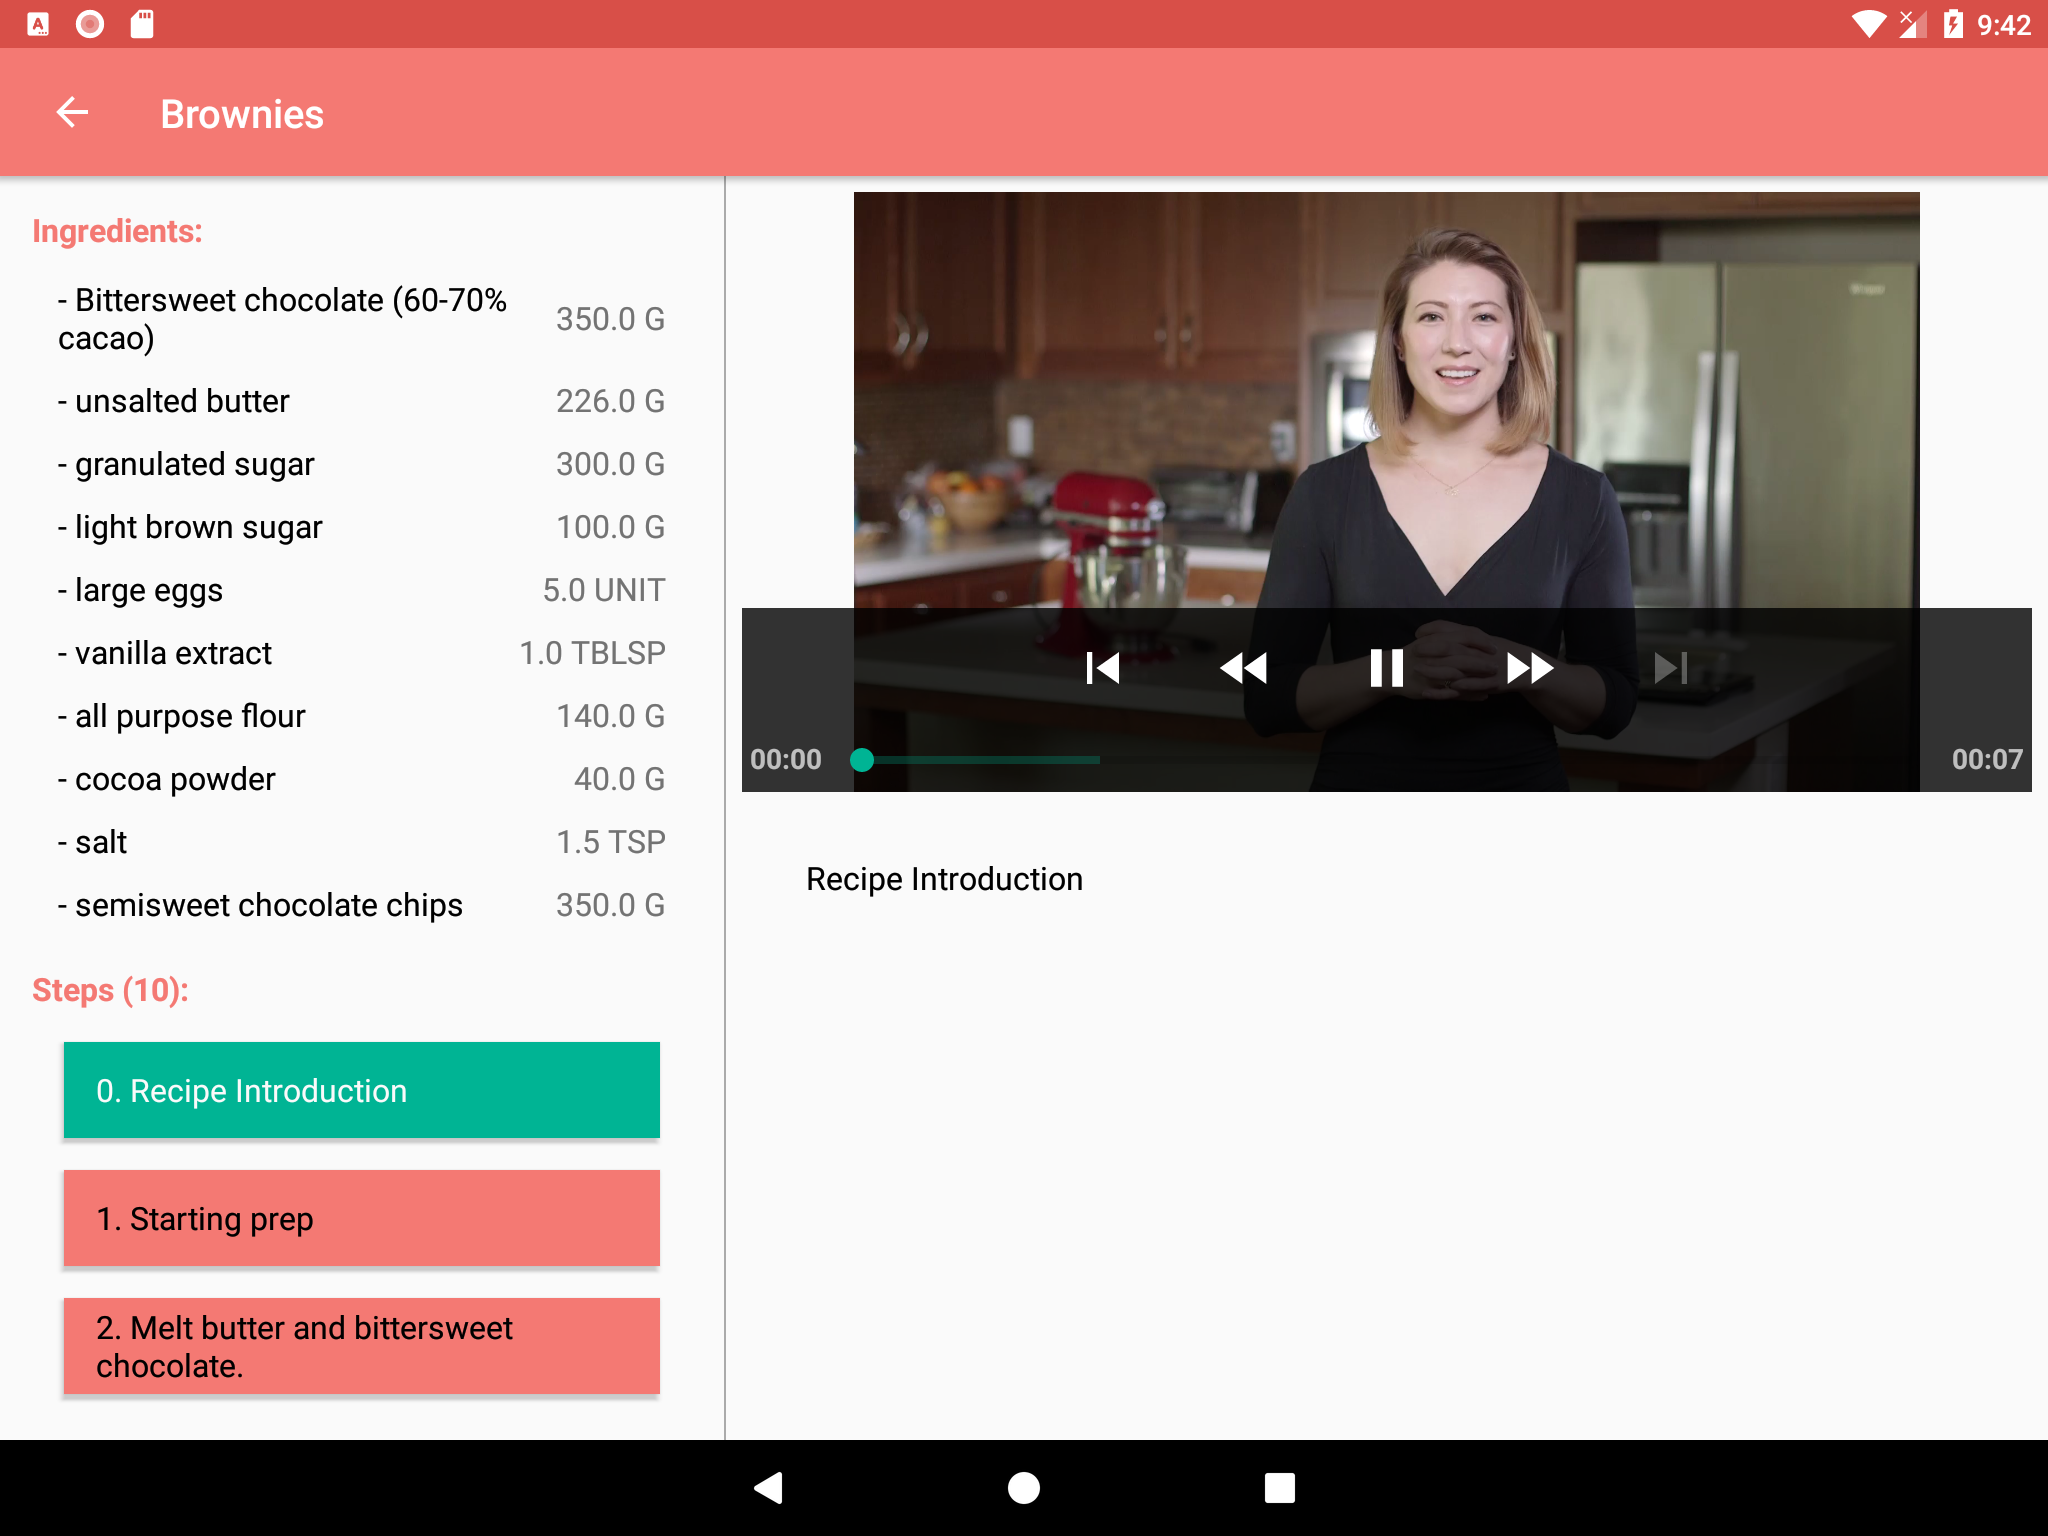 9:42
Brownies
Ingredients:
- Bittersweet chocolate (60-70%
cacao)
350.0 G
- unsalted butter 226.0 G
- granulated sugar 300.0 G
- light brown sugar 100.0 G
- large eggs 5.0 UNIT
- vanilla extract 1.0 TBLSP
- all purpose flour 140.0 G
- cocoa powder 40.0 G
- salt 1.5 TSP
- semisweet chocolate chips 350.0 G
Steps (10):
0. Recipe Introduction
1. Starting prep
2. Melt butter and bittersweet
chocolate.
00:00
00:07
Recipe Introduction